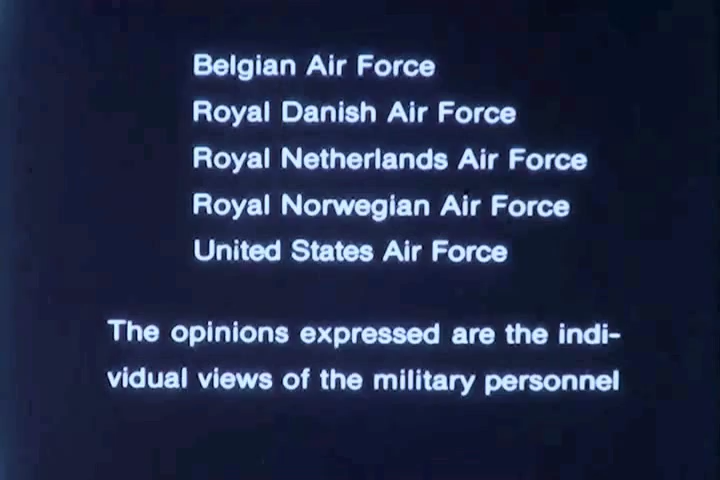 Belgian Air Force
Royal Danish Air Force
Royal Netherlands Air Force
Royal Norwegian Air Force
United States Air Force
The opinions expressed are the indi-
vidual views of the military personnel